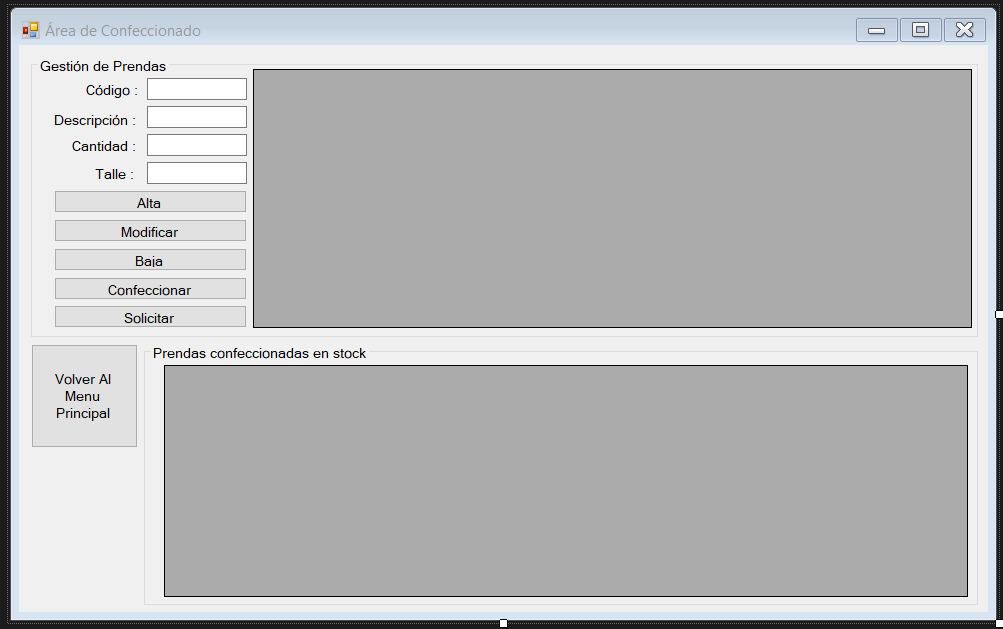 Área de Confeccionado
Gestión de Prendas
Código :
Descripción :
Cantidad :
Talle :
Alta
Modificar
Baja
Confeccionar
Solicitar
Volver Al
Menu
Principal
Prendas confeccionadas en stock